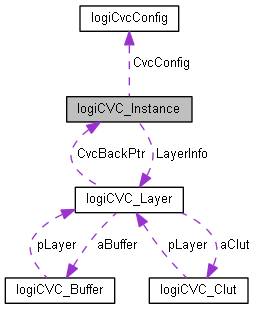 logiCvcConfig
CvcConfig
logiCVC_Instance
CvcBackPtr
LayerInfo
logiCVC_Layer
pLayer
aBuffer
pLayer
aClut
logiCVC_Buffer
logiCVC_Clut